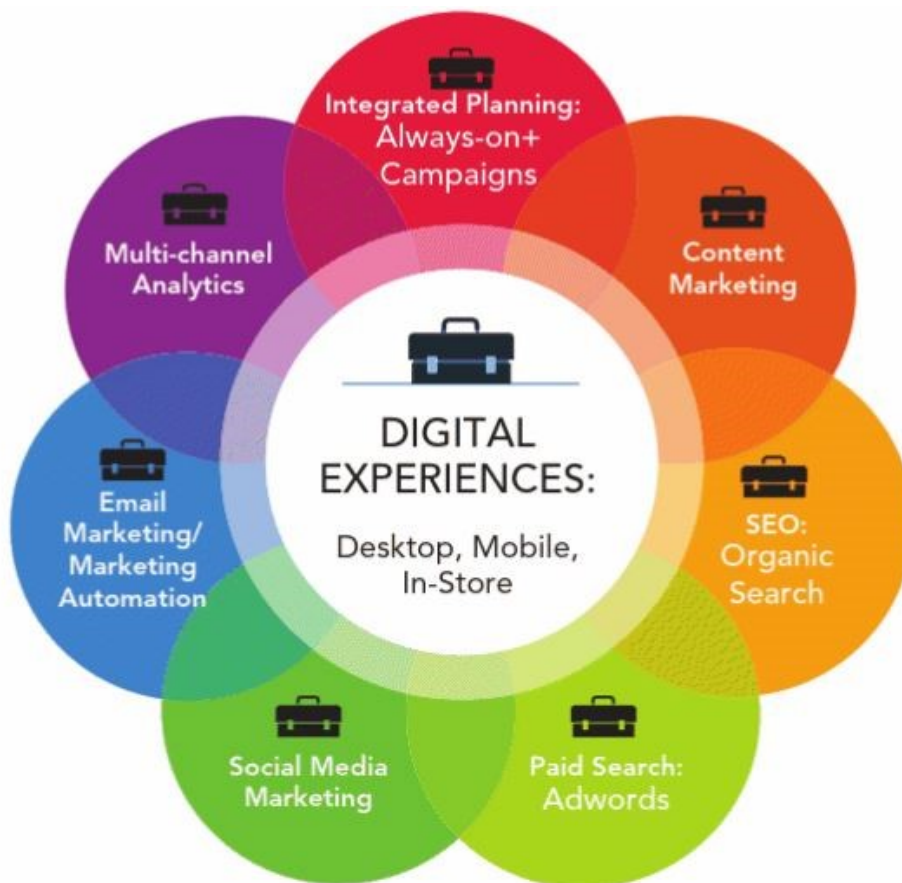 Integrated Planning:
Always-on+
Campaigns
Content
Marketing
SEO:
Organic
Search
Paid Search:
Adwords
Social Media
Marketing
Email
Marketing/
Marketing
Automation
Multi-channel
Analytics
DIGITAL
EXPERIENCES:
Desktop, Mobile,
In-Store